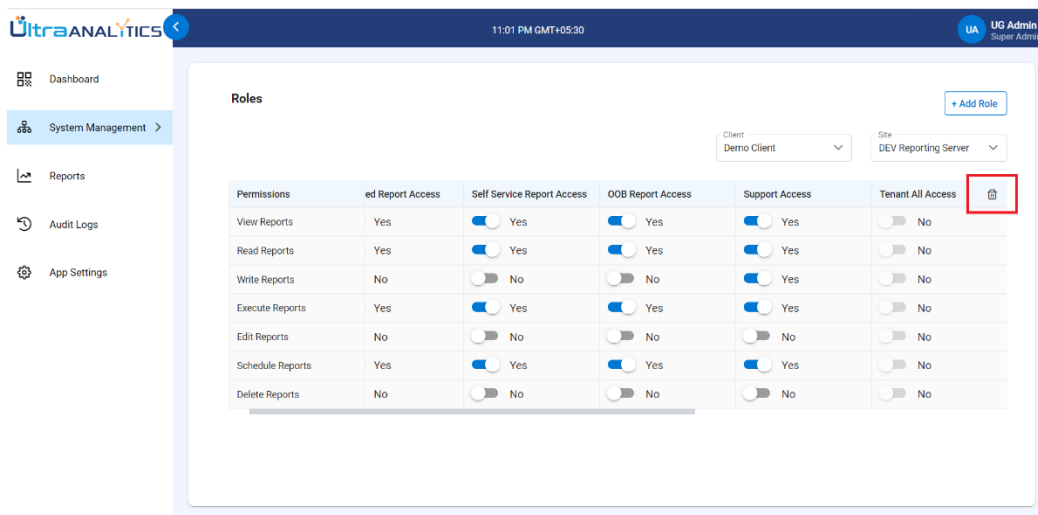 UltraANALYTICS
11:01 PM GMT+05:30
UA
UG Admin
Super Admin
Dashboard
System Management
Reports
Audit Logs
App Settings
Roles
+ Add Role
Client
Demo Client
Site
DEV Reporting Server
Permissions ed Report Access Self Service Report Access OOB Report Access Support Access Tenant All Access
View Reports Yes Yes Yes Yes No
Read Reports Yes Yes Yes Yes No
Write Reports No No No Yes No
Execute Reports Yes Yes Yes Yes No
Edit Reports No No No No No
Schedule Reports Yes Yes Yes Yes No
Delete Reports No No No No No